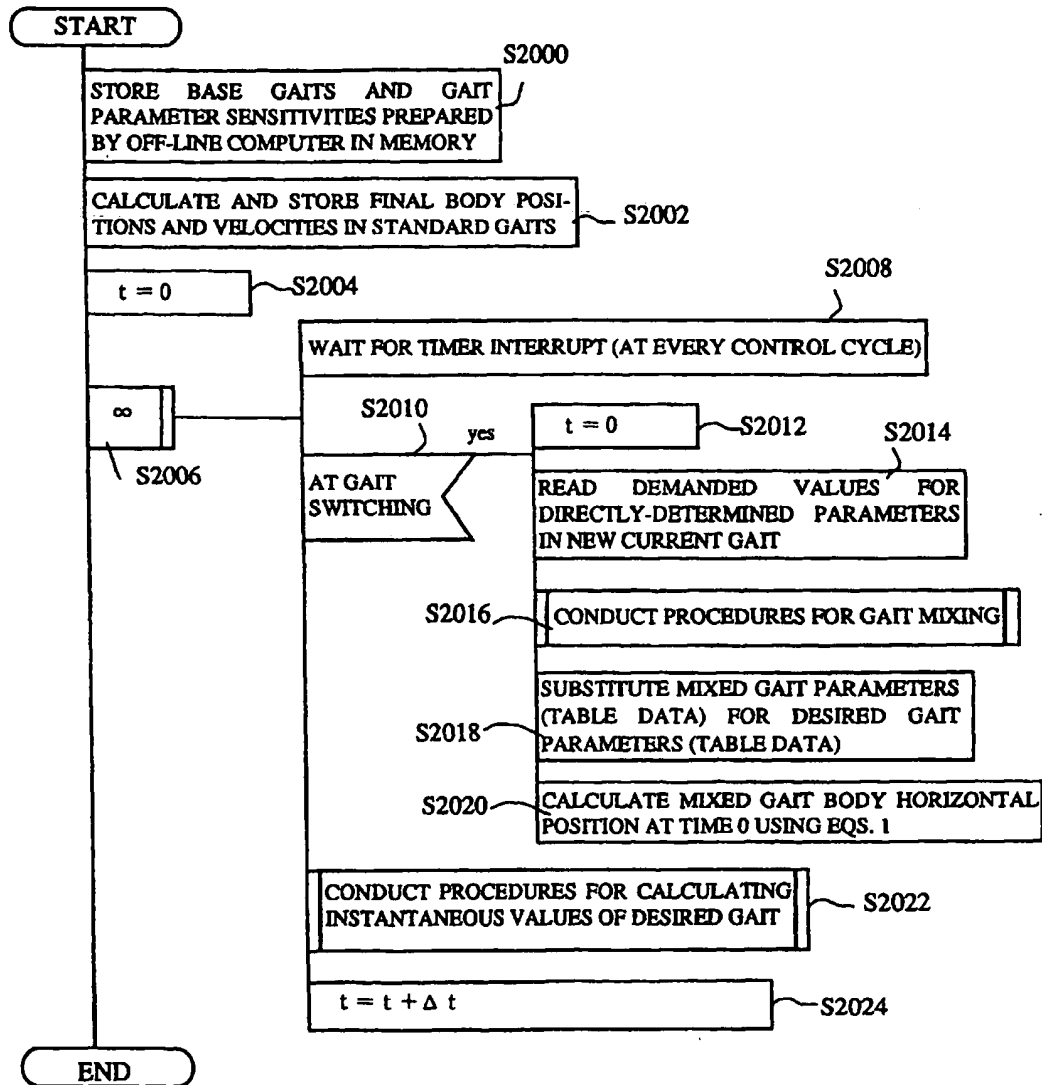 START
S2000
STORE BASE GAITS AND GAIT
PARAMETER SENSITIVITIES PREPARED
BY OFF-LINE COMPUTER IN MEMORY
CALCULATE AND STORE FINAL BODY POSI-
TIONS AND VELOCITIES IN STANDARD GAITS
S2002
t = 0
S2004
S2008
WAIT FOR TIMER INTERRUPT (AT EVERY CONTROL CYCLE)
∞
S2006
S2010
yes
AT GAIT
SWITCHING
t = 0
S2012
S2014
READ DEMANDED VALUES FOR
DIRECTLY-DETERMINED PARAMETERS
IN NEW CURRENT GAIT
S2016
CONDUCT PROCEDURES FOR GAIT MIXING
SUBSTITUTE MIXED GAIT PARAMETERS
(TABLE DATA) FOR DESIRED GAIT
PARAMETERS (TABLE DATA)
S2018
S2020
CALCULATE MIXED GAIT BODY HORIZONTAL
POSITION AT TIME 0 USING EQS. 1
CONDUCT PROCEDURES FOR CALCULATING
INSTANTANEOUS VALUES OF DESIRED GAIT
S2022
t = t + Δ t
S2024
END